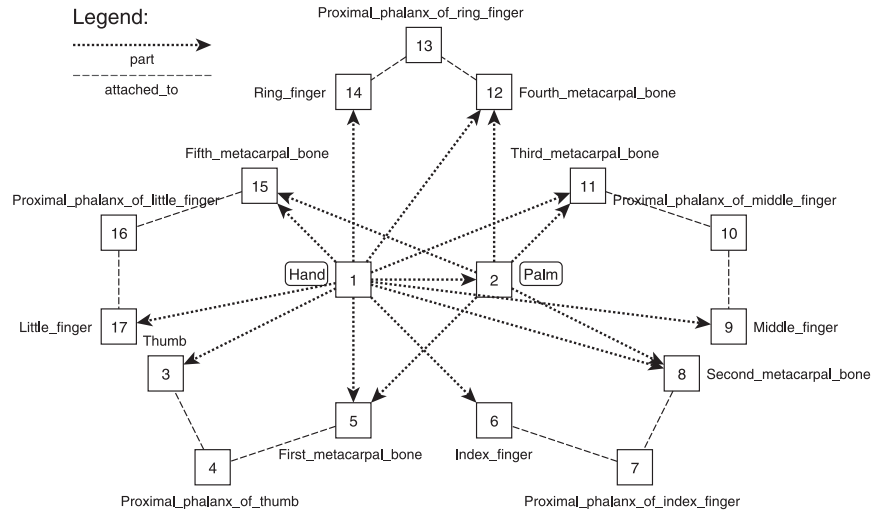 Legend:
part
attached_to
Proximal_phalanx_of_ring_finger
13
Ring_finger
14
12
Fourth_metacarpal_bone
Fifth_metacarpal_bone
15
Third_metacarpal_bone
11
Proximal_phalanx_of_little_finger
16
Proximal_phalanx_of_middle_finger
10
Hand
1
2
Palm
Little_finger
17
9
Middle_finger
Thumb
3
8
Second_metacarpal_bone
5
First_metacarpal_bone
6
Index_finger
4
Proximal_phalanx_of_thumb
7
Proximal_phalanx_of_index_finger